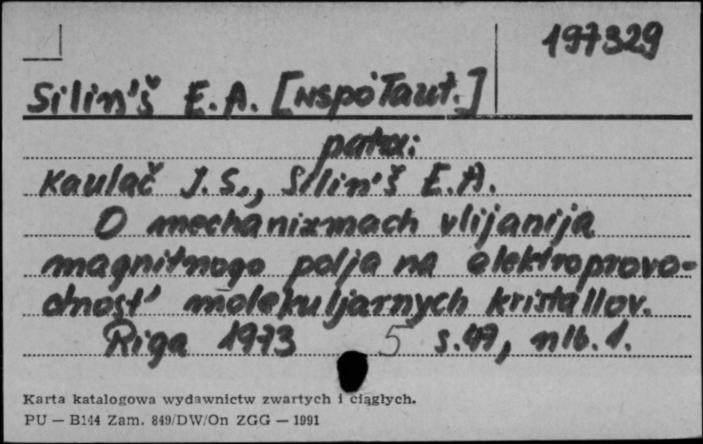 197329
Silin'š E.A. [współaut.]
patrz:
Kaulač J.S., Silin'š E.A.
O mechanizmach vlijanija
magnitnogo polja na elektroprovo-
dnost' molekuljarnych kristallov.
Riga 1973 5 s.47, nlb.1.
Karta katalogowa wydawnictw zwartych i ciągłych.
PU — B144 Zam. 849/DW/On ZGG — 1991